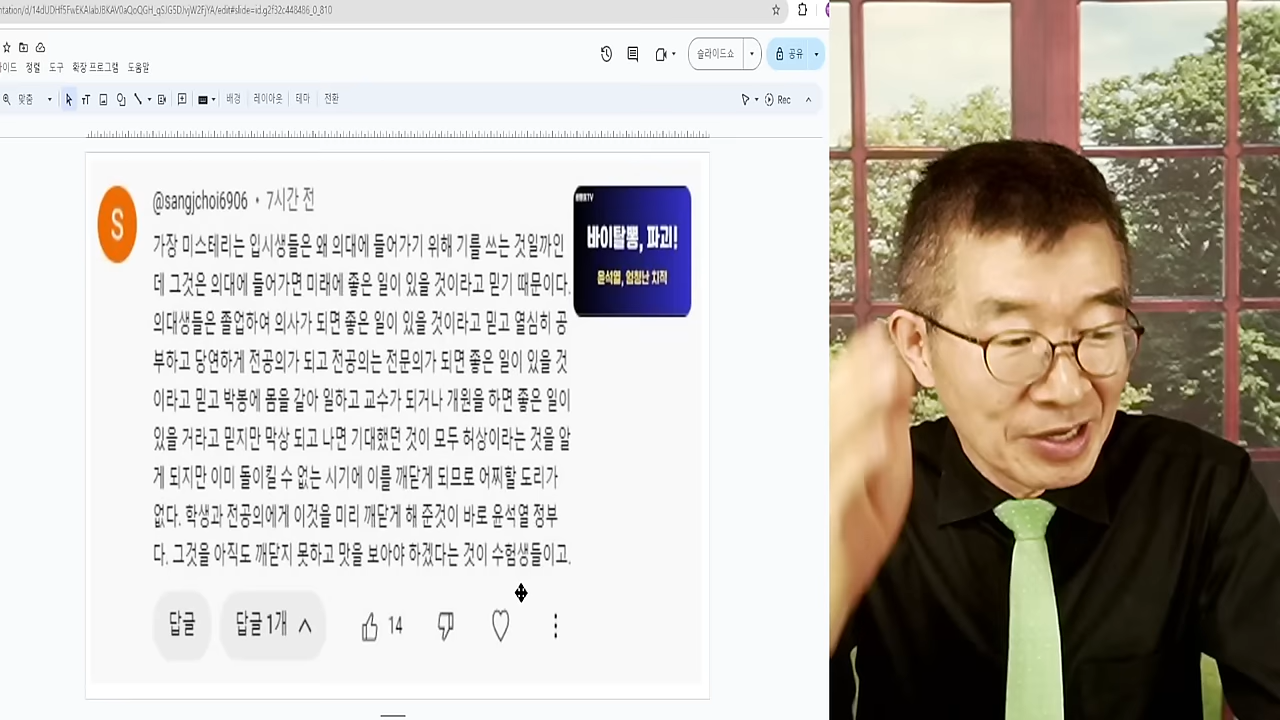 ntation/d/14dUDHf5FwEKAlabJBKAV0aQoQGH_qSJG5DJvjW2FjYA/edit#slide=id.g2f32c448486_0_810
라이드 정렬 도구 확장 프로그램 도움말
슬라이드쇼
공유
맞춤
배경 레이아웃 테마 전환
Rec
@sangjchoi6906 • 7시간 전
가장 미스테리는 입시생들은 왜 의대에 들어가기 위해 기를 쓰는 것일까인
데 그것은 의대에 들어가면 미래에 좋은 일이 있을 것이라고 믿기 때문이다.
의대생들은 졸업하여 의사가 되면 좋은 일이 있을 것이라고 믿고 열심히 공
부하고 당연하게 전공의가 되고 전공의는 전문의가 되면 좋은 일이 있을 것
이라고 믿고 박봉에 몸을 갈아 일하고 교수가 되거나 개원을 하면 좋은 일이
있을 거라고 믿지만 막상 되고 나면 기대했던 것이 모두 허상이라는 것을 알
게 되지만 이미 돌이킬 수 없는 시기에 이를 깨닫게 되므로 어찌할 도리가
없다. 학생과 전공의에게 이것을 미리 깨닫게 해 준것이 바로 윤석열 정부
다. 그것을 아직도 깨닫지 못하고 맛을 보아야 하겠다는 것이 수험생들이고.
S
바이탈뽕, 파괴!
윤석열, 엄청난 치적
답글
답글 1개
14